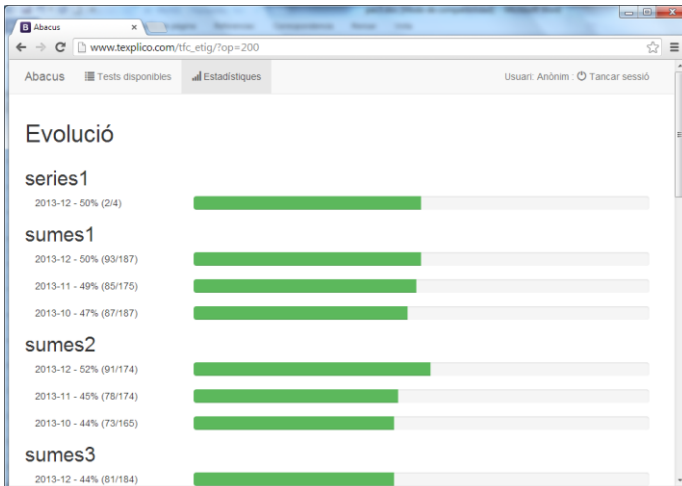 Abacus
www.texplico.com/tfc_etig/?op=200
Abacus Tests disponibles Estadístiques Usuari: Anònim : Tancar sessió
Evolució
series1
2013-12 - 50% (2/4)
sumes1
2013-12 - 50% (93/187)
2013-11 - 49% (85/175)
2013-10 - 47% (87/187)
sumes2
2013-12 - 52% (91/174)
2013-11 - 45% (78/174)
2013-10 - 44% (73/165)
sumes3
2013-12 - 44% (81/184)